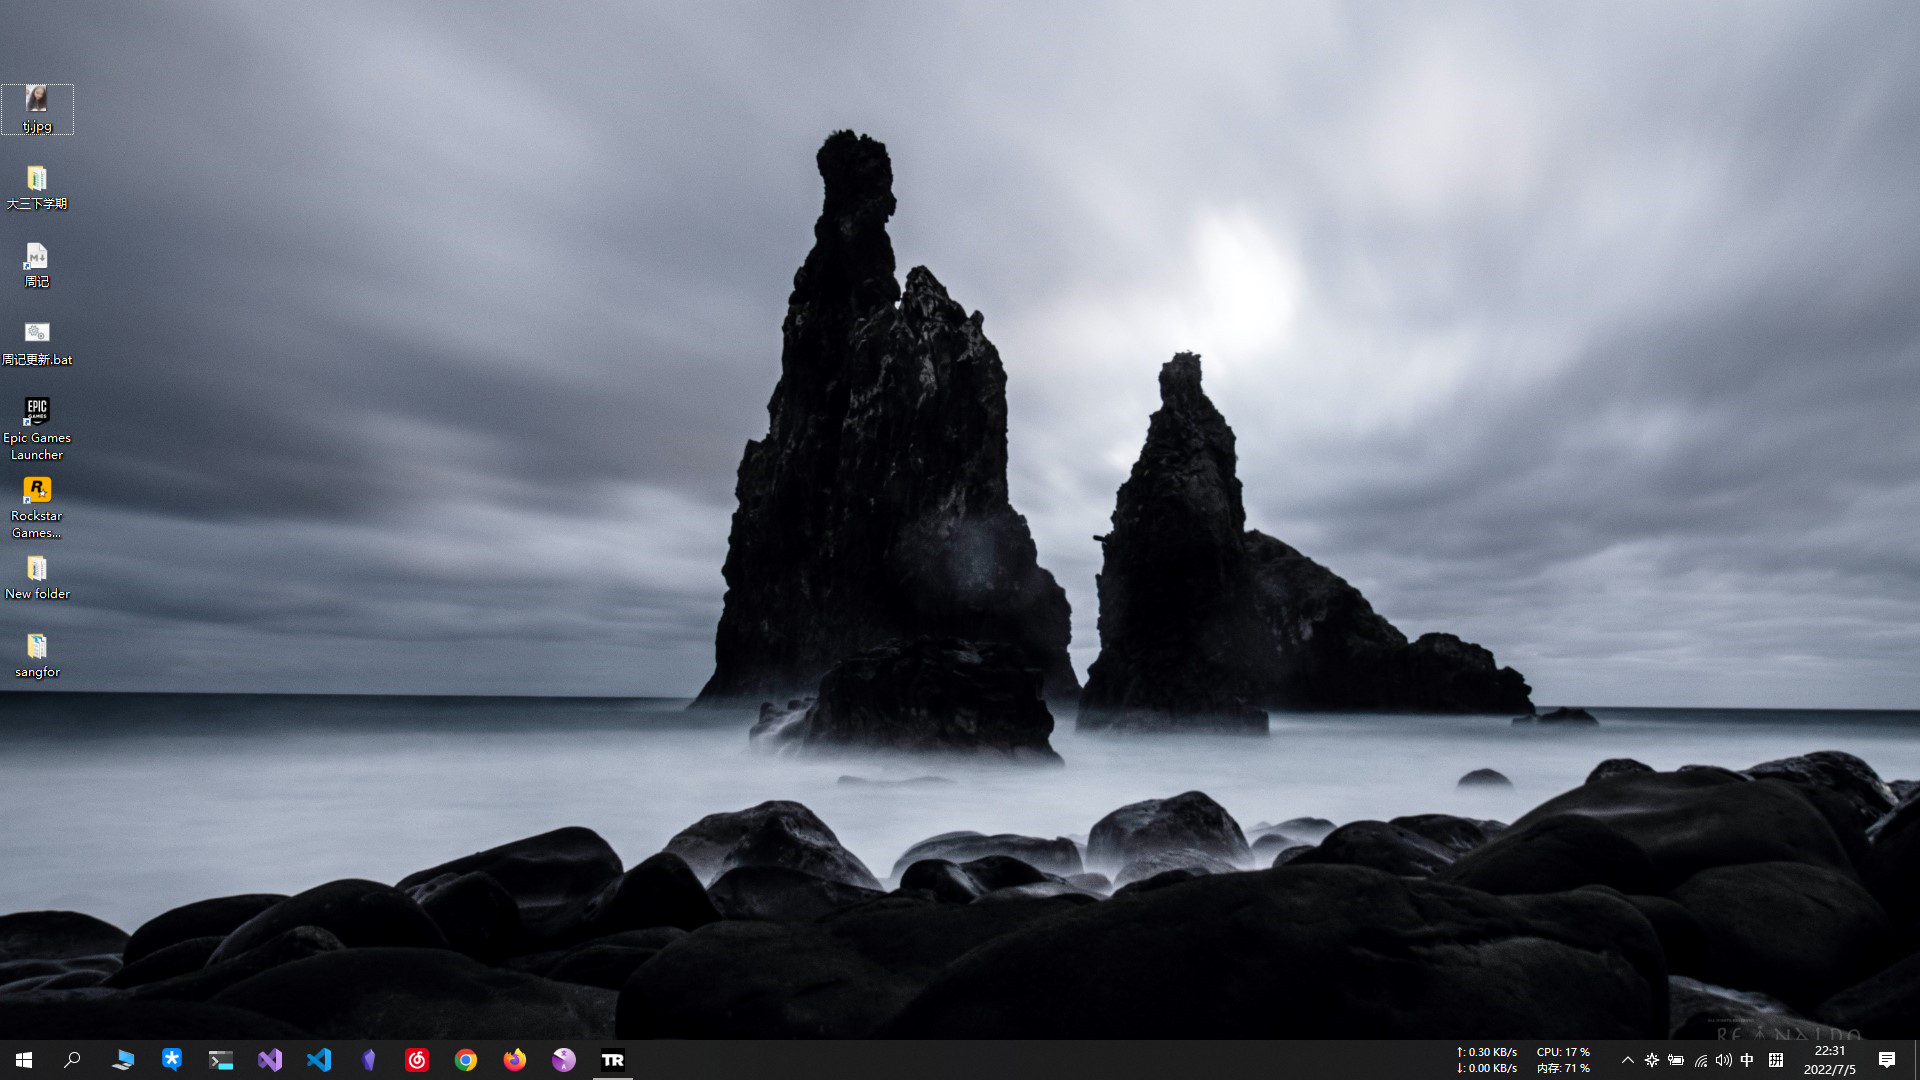 tj.jpg
大三下学期
M↓
周记
周记更新.bat
EPIC
GAMES
Epic Games
Launcher
R
Rockstar
Games...
New folder
sangfor
REINALDO
TR
↑: 0.30 KB/s
CPU: 17 %
↓: 0.00 KB/s
内存: 71 %
中
拼
22:31
2022/7/5